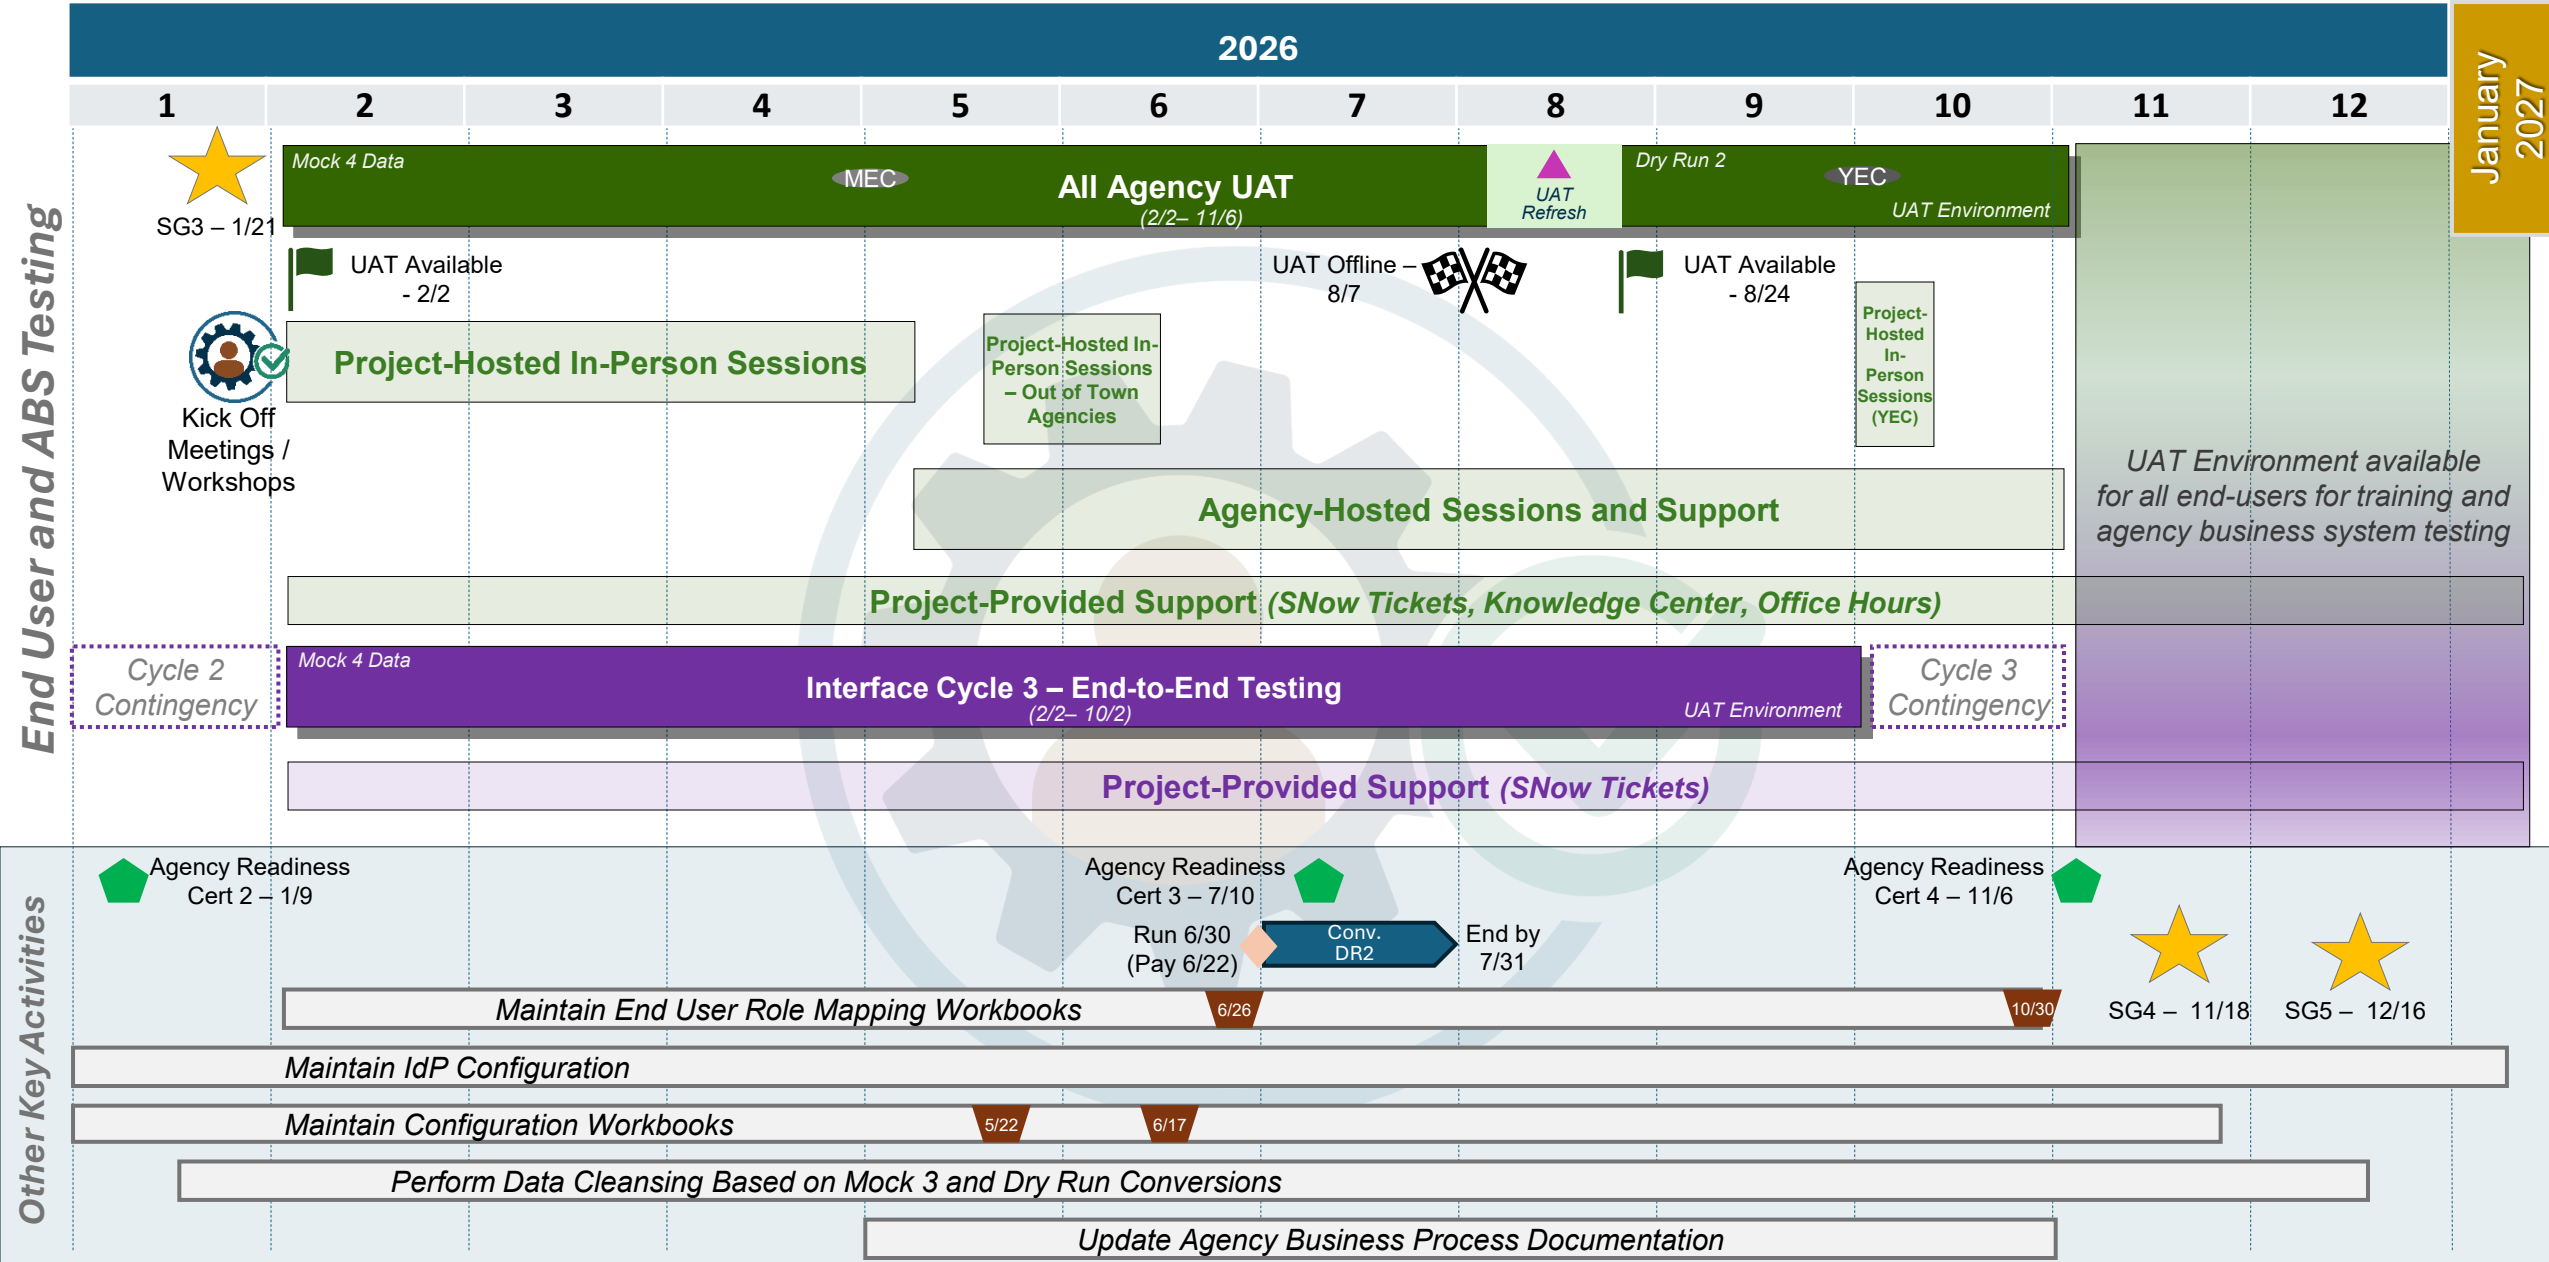 2026
January
2027
1 2 3 4 5 6 7 8 9 10 11 12
End User and ABS Testing
SG3 – 1/21
Mock 4 Data
MEC
All Agency UAT
(2/2– 11/6)
UAT
Refresh
Dry Run 2
YEC
UAT Environment
UAT Available
- 2/2
UAT Offline –
8/7
UAT Available
- 8/24
Kick Off
Meetings /
Workshops
Project-Hosted In-Person Sessions
Project-Hosted In-
Person Sessions
– Out of Town
Agencies
Project-
Hosted
In-
Person
Sessions
(YEC)
Agency-Hosted Sessions and Support
UAT Environment available
for all end-users for training and
agency business system testing
Project-Provided Support (SNow Tickets, Knowledge Center, Office Hours)
Cycle 2
Contingency
Mock 4 Data
Interface Cycle 3 – End-to-End Testing
(2/2– 10/2)
UAT Environment
Cycle 3
Contingency
Project-Provided Support (SNow Tickets)
Other Key Activities
Agency Readiness
Cert 2 – 1/9
Agency Readiness
Cert 3 – 7/10
Agency Readiness
Cert 4 – 11/6
Run 6/30
(Pay 6/22)
Conv.
DR2
End by
7/31
SG4 – 11/18
SG5 – 12/16
Maintain End User Role Mapping Workbooks
6/26
10/30
Maintain IdP Configuration
Maintain Configuration Workbooks
5/22
6/17
Perform Data Cleansing Based on Mock 3 and Dry Run Conversions
Update Agency Business Process Documentation